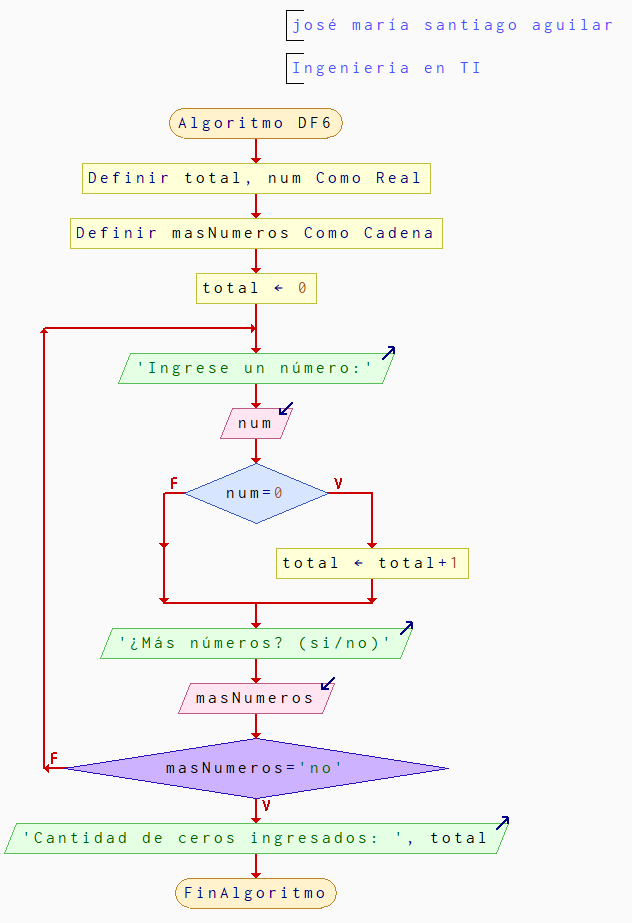 josé maría santiago aguilar
Ingenieria en TI
Algoritmo DF6
Definir total, num Como Real
Definir masNumeros Como Cadena
total ← 0
'Ingrese un número:'
num
num=0
F
V
total ← total+1
'¿Más números? (si/no)'
masNumeros
masNumeros='no'
F
V
'Cantidad de ceros ingresados: ', total
FinAlgoritmo